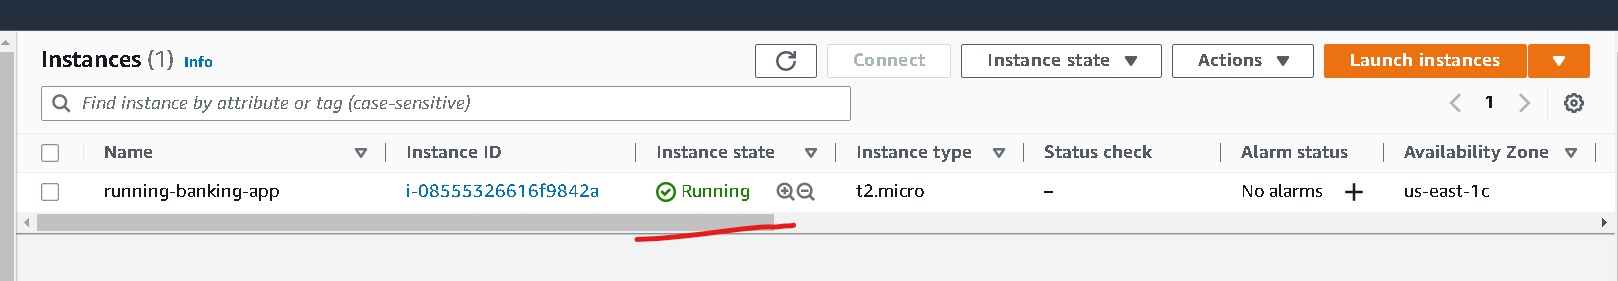 Instances (1) Info
Connect
Instance state
Actions
Launch instances
Find instance by attribute or tag (case-sensitive)
1
Name Instance ID Instance state Instance type Status check Alarm status Availability Zone
running-banking-app i-08555326616f9842a Running t2.micro – No alarms + us-east-1c